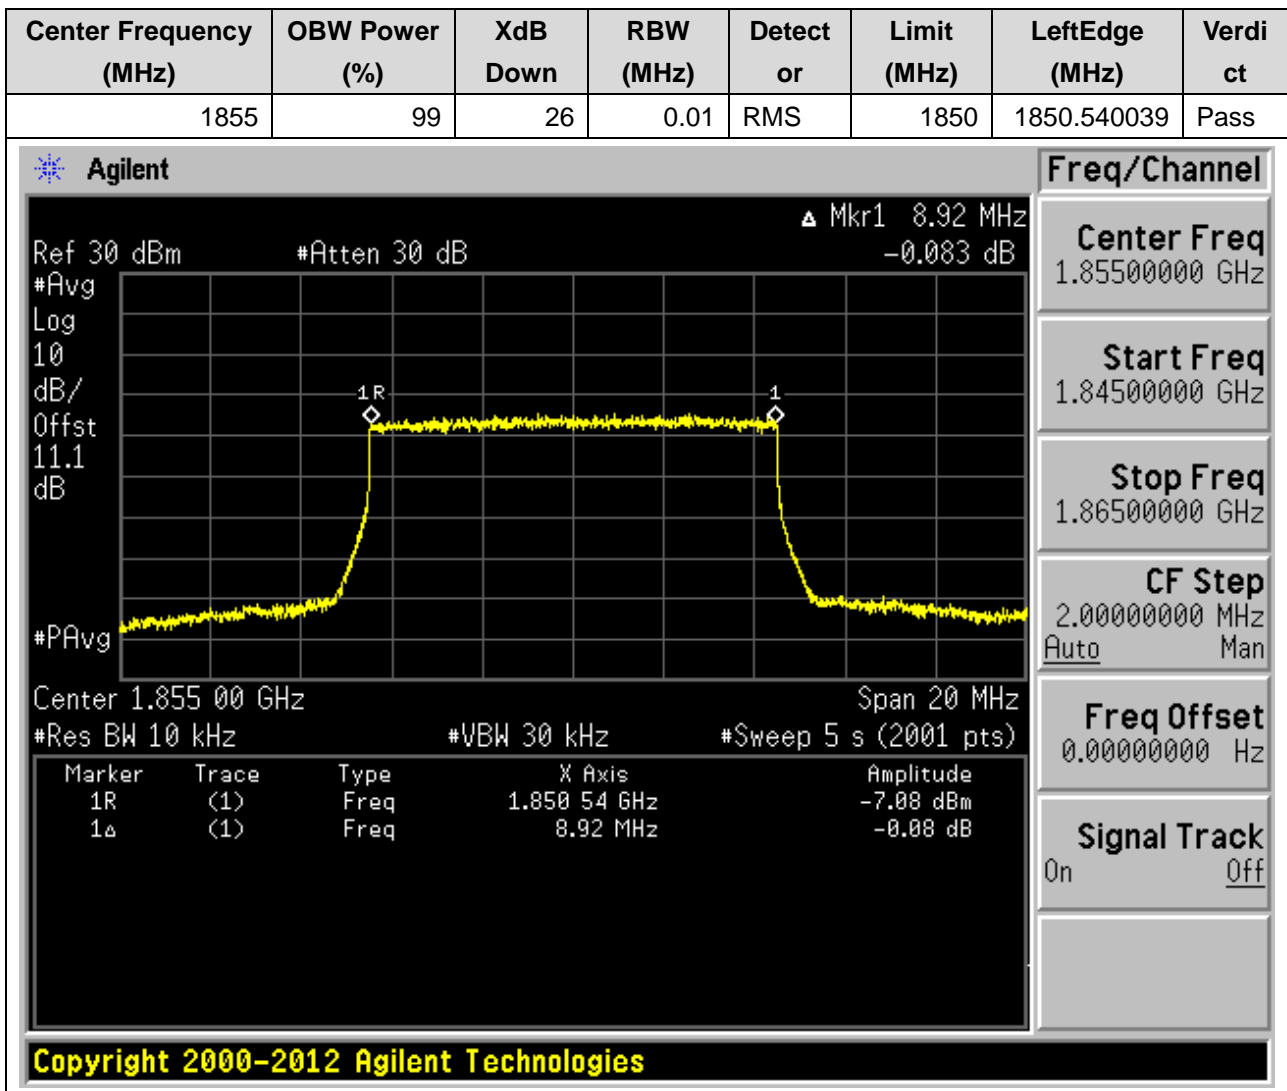 Center Frequency (MHz) OBW Power (%) XdB Down RBW (MHz) Detect or Limit (MHz) LeftEdge (MHz) Verdi ct
1855 99 26 0.01 RMS 1850 1850.540039 Pass
Agilent
Freq/Channel
Δ Mkr1 8.92 MHz
Ref 30 dBm #Atten 30 dB -0.083 dB
#Avg
Log
10
dB/
Offst
11.1
dB
#PAvg
1R
1
Center 1.855 00 GHz Span 20 MHz
#Res BW 10 kHz #VBW 30 kHz #Sweep 5 s (2001 pts)
Marker Trace Type X Axis Amplitude
1R (1) Freq 1.850 54 GHz -7.08 dBm
1Δ (1) Freq 8.92 MHz -0.08 dB
Center Freq
1.85500000 GHz
Start Freq
1.84500000 GHz
Stop Freq
1.86500000 GHz
CF Step
2.00000000 MHz
Auto Man
Freq Offset
0.00000000 Hz
Signal Track
On Off
Copyright 2000-2012 Agilent Technologies